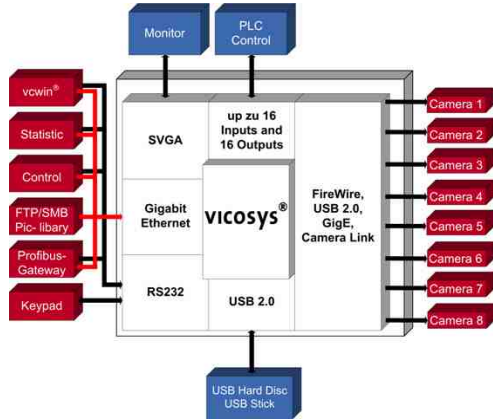 Monitor
PLC
Control
vcwin®
Statistic
Control
FTP/SMB
Pic- libary
Profibus-
Gateway
Keypad
SVGA
up zu 16
Inputs and
16 Outputs
Gigabit
Ethernet
vicosys®
RS232
USB 2.0
FireWire,
USB 2.0,
GigE,
Camera Link
Camera 1
Camera 2
Camera 3
Camera 4
Camera 5
Camera 6
Camera 7
Camera 8
USB Hard Disc
USB Stick